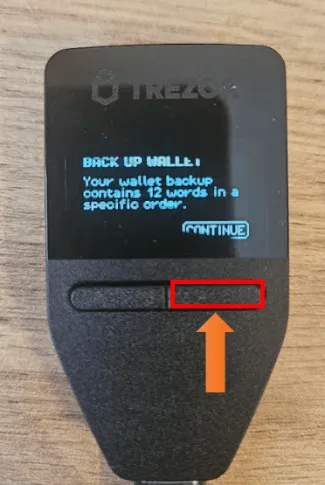 TREZOR
BACK UP WALLET
Your wallet backup
contains 12 words in a
specific order.
CONTINUE